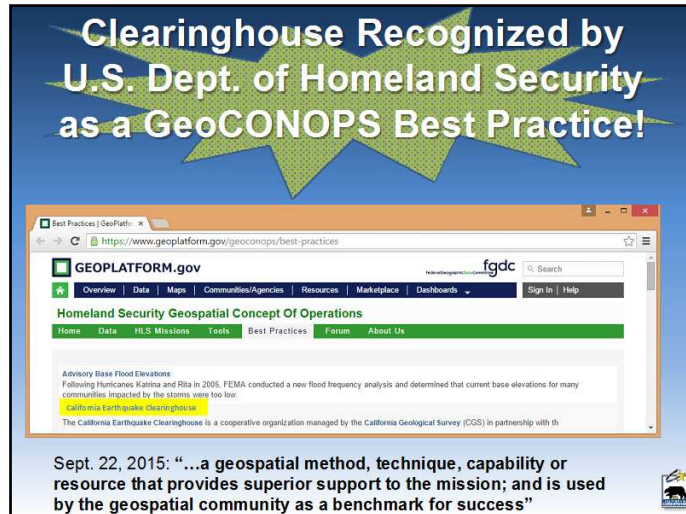 Clearinghouse Recognized by
U.S. Dept. of Homeland Security
as a GeoCONOPS Best Practice!
Best Practices | GeoPlatfor
https://www.geoplatform.gov/geoconops/best-practices
GEOPLATFORM.gov
fgdc
Search
Overview | Data | Maps | Communities/Agencies | Resources | Marketplace | Dashboards
Sign In | Help
Homeland Security Geospatial Concept Of Operations
Home Data HLS Missions Tools Best Practices Forum About Us
Advisory Base Flood Elevations
Following Hurricanes Katrina and Rita in 2005, FEMA conducted a new flood frequency analysis and determined that current base elevations for many
communities impacted by the storms were too low.
California Earthquake Clearinghouse
The California Earthquake Clearinghouse is a cooperative organization managed by the California Geological Survey (CGS) in partnership with th
Sept. 22, 2015: “…a geospatial method, technique, capability or
resource that provides superior support to the mission; and is used
by the geospatial community as a benchmark for success”